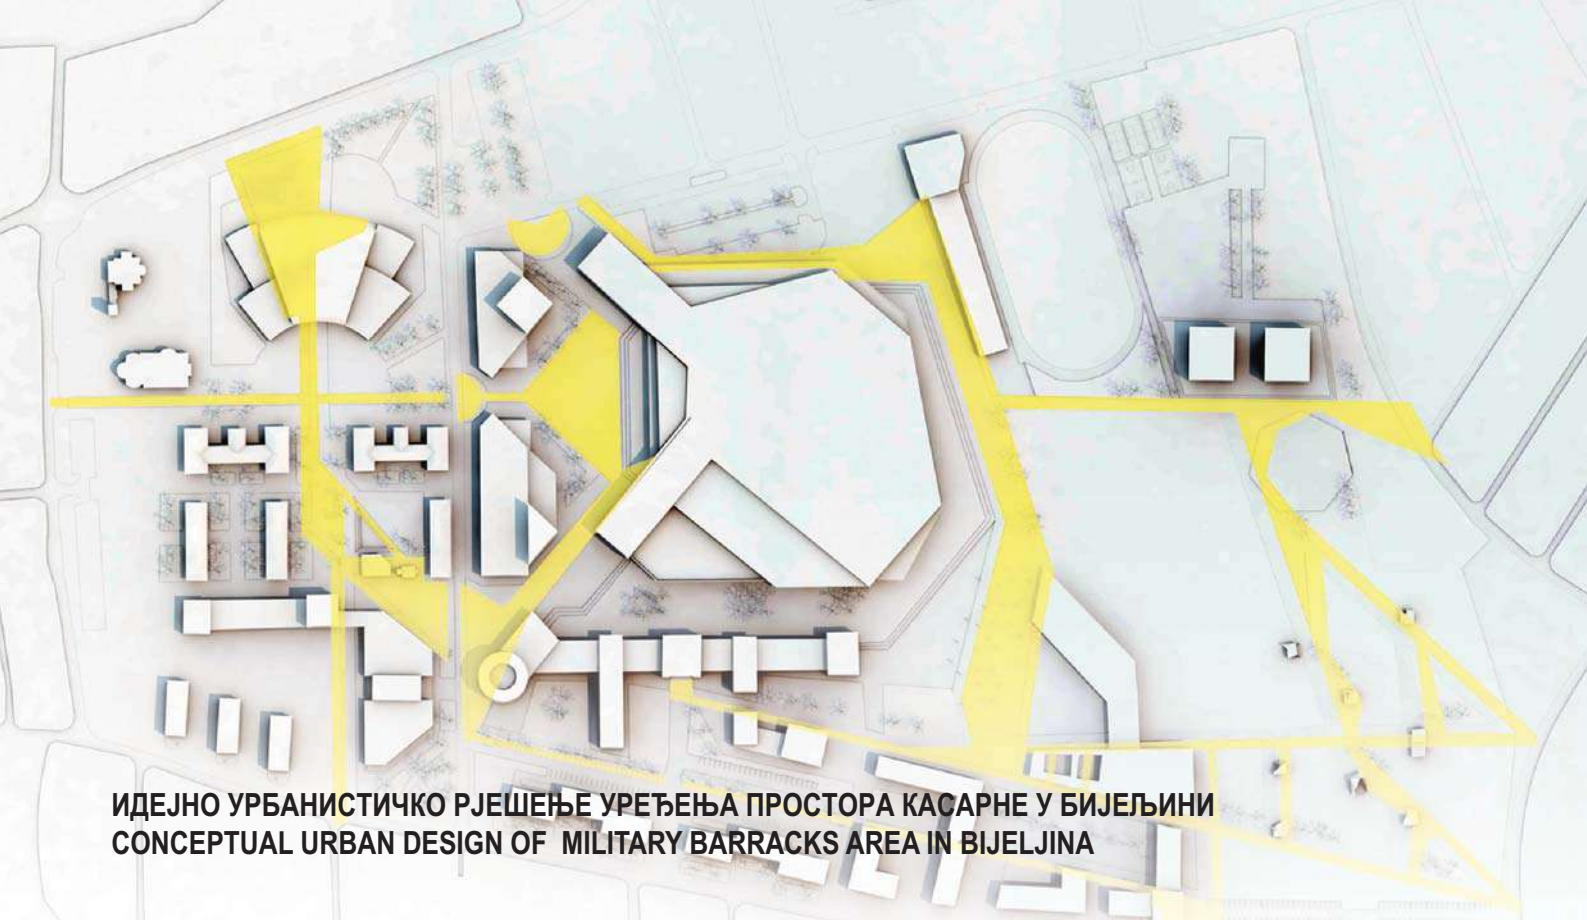 ИДЕЈНО УРБАНИСТИЧКО РЈЕШЕЊЕ УРЕЂЕЊА ПРОСТОРА КАСАРНЕ У БИЈЕЉИНИ
CONCEPTUAL URBAN DESIGN OF MILITARY BARRACKS AREA IN BIJELJINA